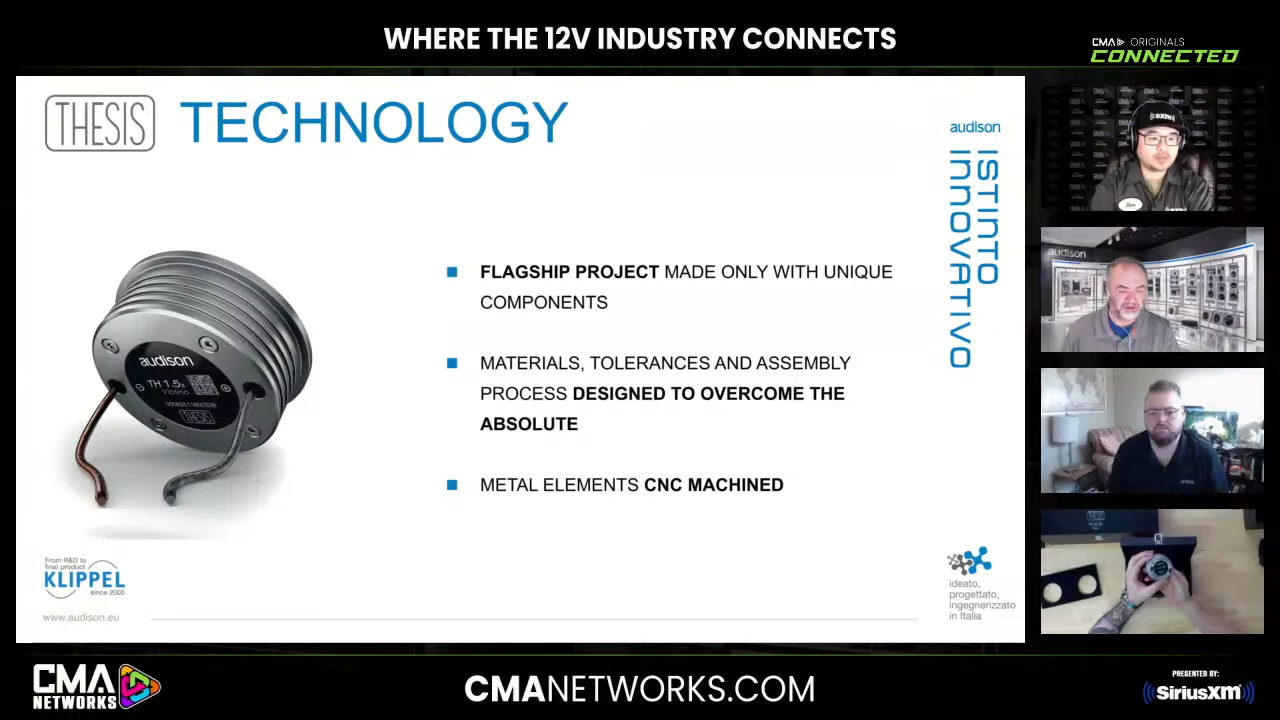 WHERE THE 12V INDUSTRY CONNECTS
CMA ORIGINALS
CONNECTED
THESIS
TECHNOLOGY
audison
ISTINTO
INNOVATIVO
FLAGSHIP PROJECT MADE ONLY WITH UNIQUE
COMPONENTS
MATERIALS, TOLERANCES AND ASSEMBLY
PROCESS DESIGNED TO OVERCOME THE
ABSOLUTE
METAL ELEMENTS CNC MACHINED
audison
TH 1.5 II
Violino
THESIS
From R&D to
final product
KLIPPEL
since 2005
www.audison.eu
ideato,
progettato,
ingegnerizzato
in Italia
audison
CMA
NETWORKS
CMANETWORKS.COM
PRESENTED BY:
SiriusXM